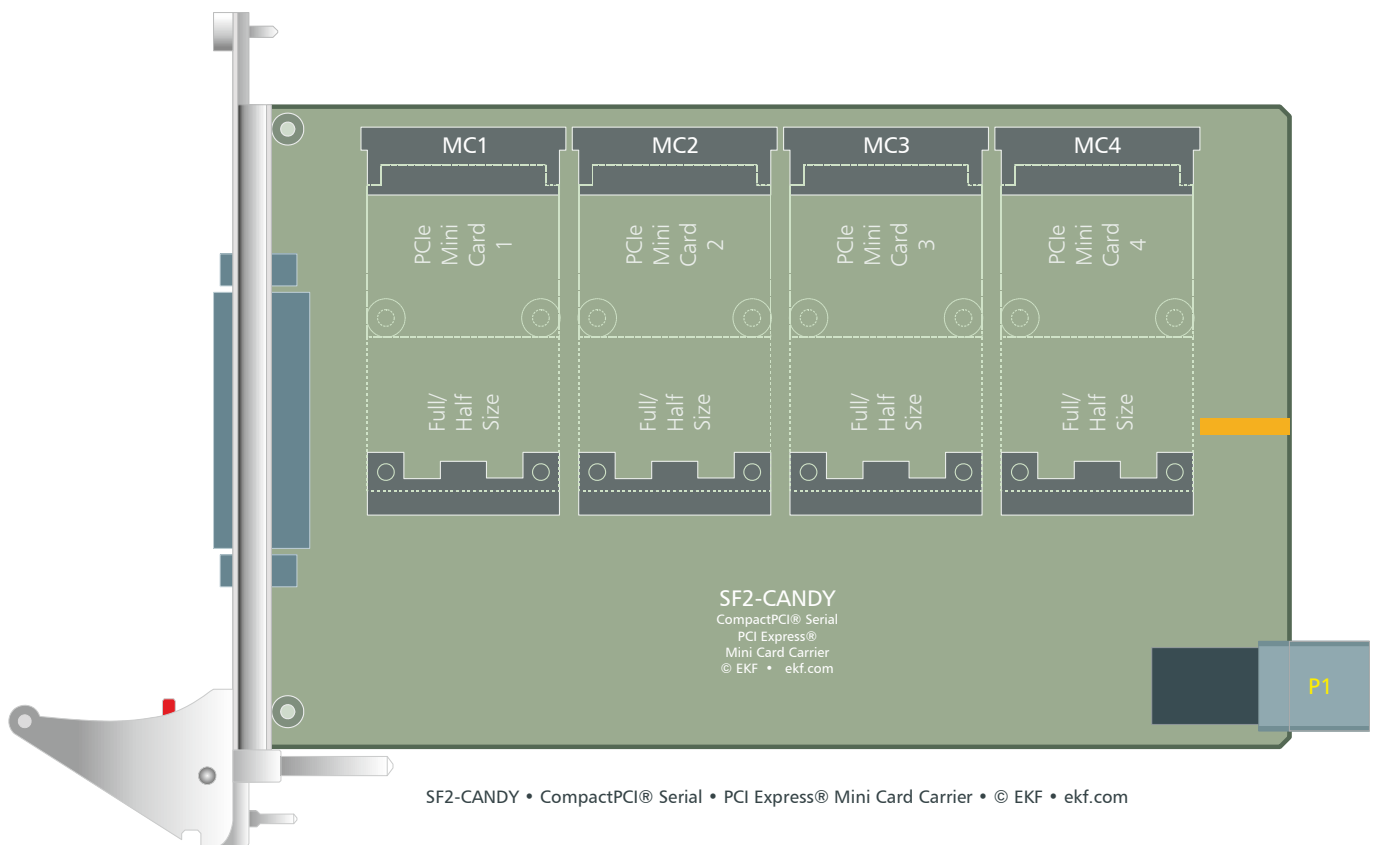 MC1
MC2
MC3
MC4
PCIe
Mini
Card
1
PCIe
Mini
Card
2
PCIe
Mini
Card
3
PCIe
Mini
Card
4
Full/
Half
Size
Full/
Half
Size
Full/
Half
Size
Full/
Half
Size
SF2-CANDY
CompactPCI® Serial
PCI Express®
Mini Card Carrier
© EKF • ekf.com
P1
SF2-CANDY • CompactPCI® Serial • PCI Express® Mini Card Carrier • © EKF • ekf.com